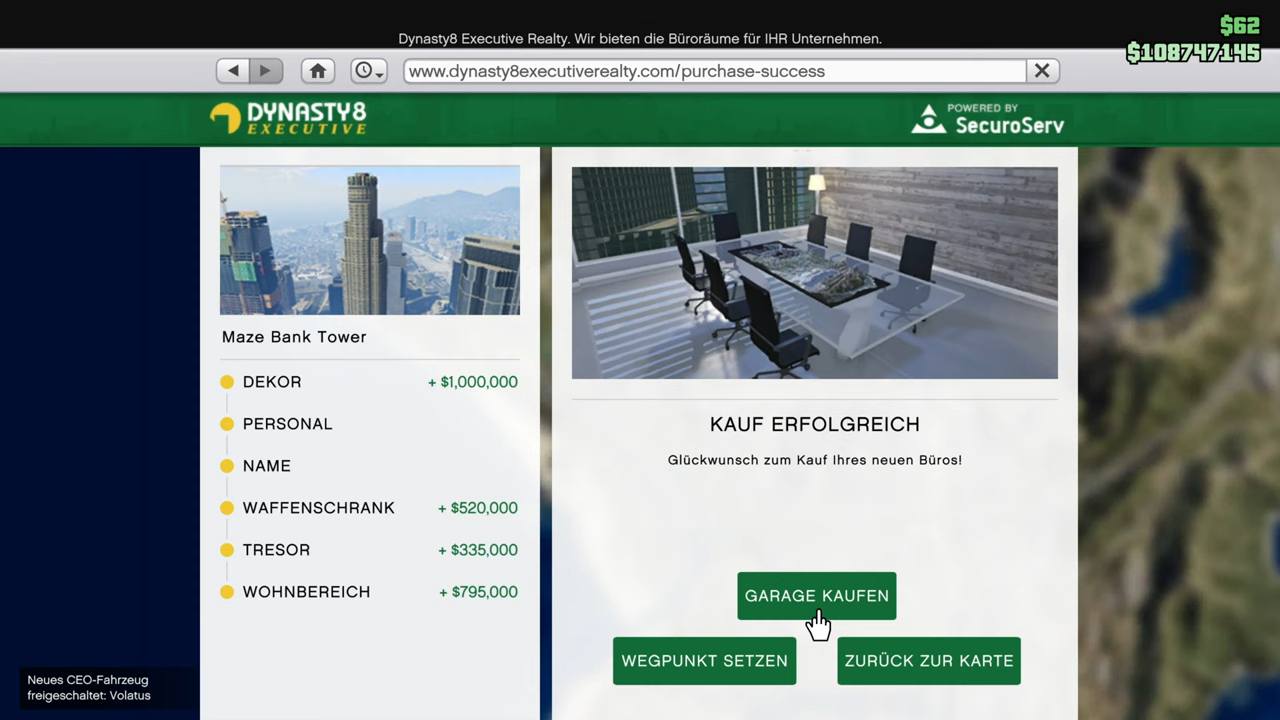 Dynasty8 Executive Realty. Wir bieten die Büroräume für IHR Unternehmen.
$62
$108747145
www.dynasty8executiverealty.com/purchase-success
DYNASTY 8
EXECUTIVE
POWERED BY
SecuroServ
Maze Bank Tower
DEKOR + $1,000,000
PERSONAL
NAME
WAFFENSCHRANK + $520,000
TRESOR + $335,000
WOHNBEREICH + $795,000
KAUF ERFOLGREICH
Glückwunsch zum Kauf Ihres neuen Büros!
GARAGE KAUFEN
WEGPUNKT SETZEN
ZURÜCK ZUR KARTE
Neues CEO-Fahrzeug
freigeschaltet: Volatus